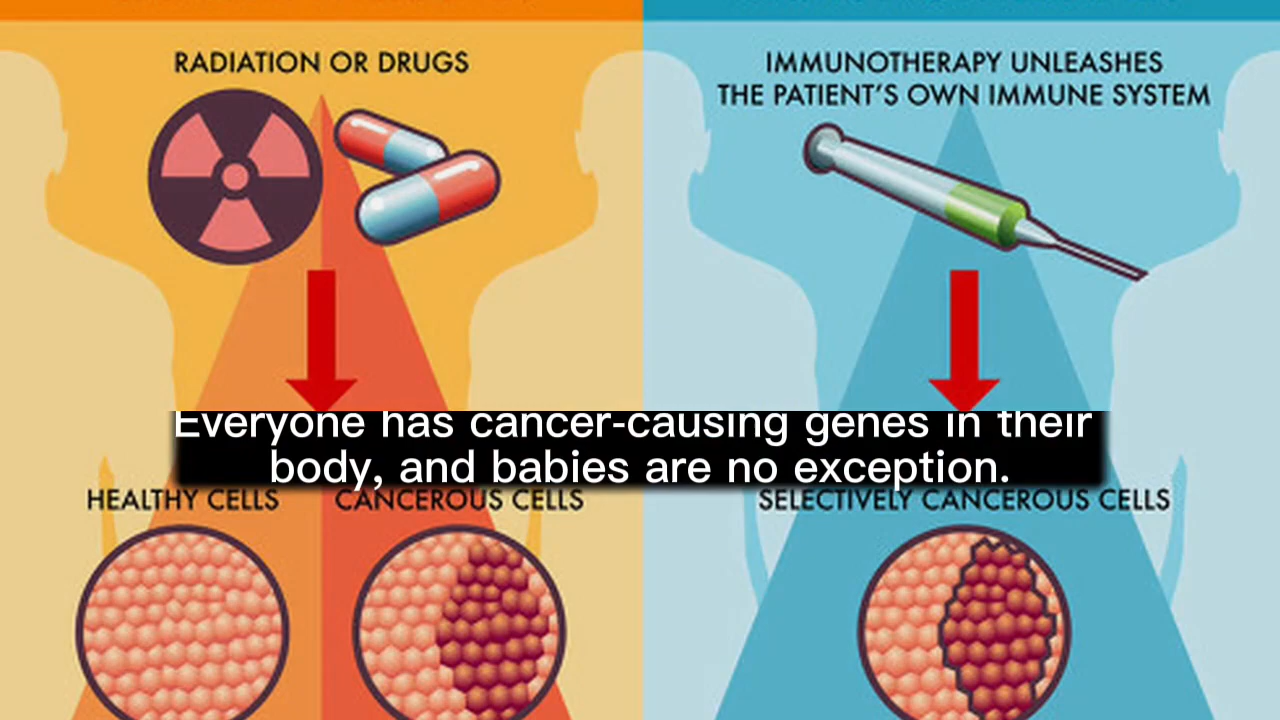 RADIATION OR DRUGS
IMMUNOTHERAPY UNLEASHES
THE PATIENT'S OWN IMMUNE SYSTEM
Everyone has cancer-causing genes in their
body, and babies are no exception.
HEALTHY CELLS
CANCEROUS CELLS
SELECTIVELY CANCEROUS CELLS